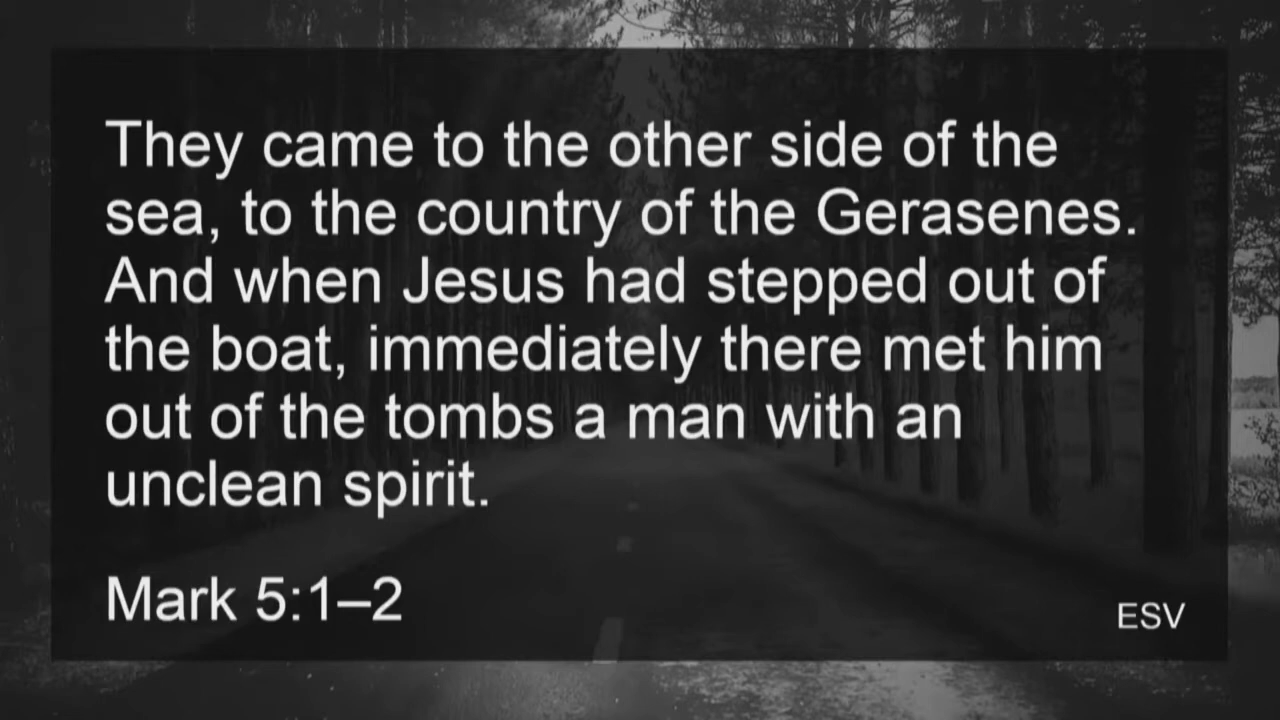 They came to the other side of the
sea, to the country of the Gerasenes.
And when Jesus had stepped out of
the boat, immediately there met him
out of the tombs a man with an
unclean spirit.
Mark 5:1–2
ESV